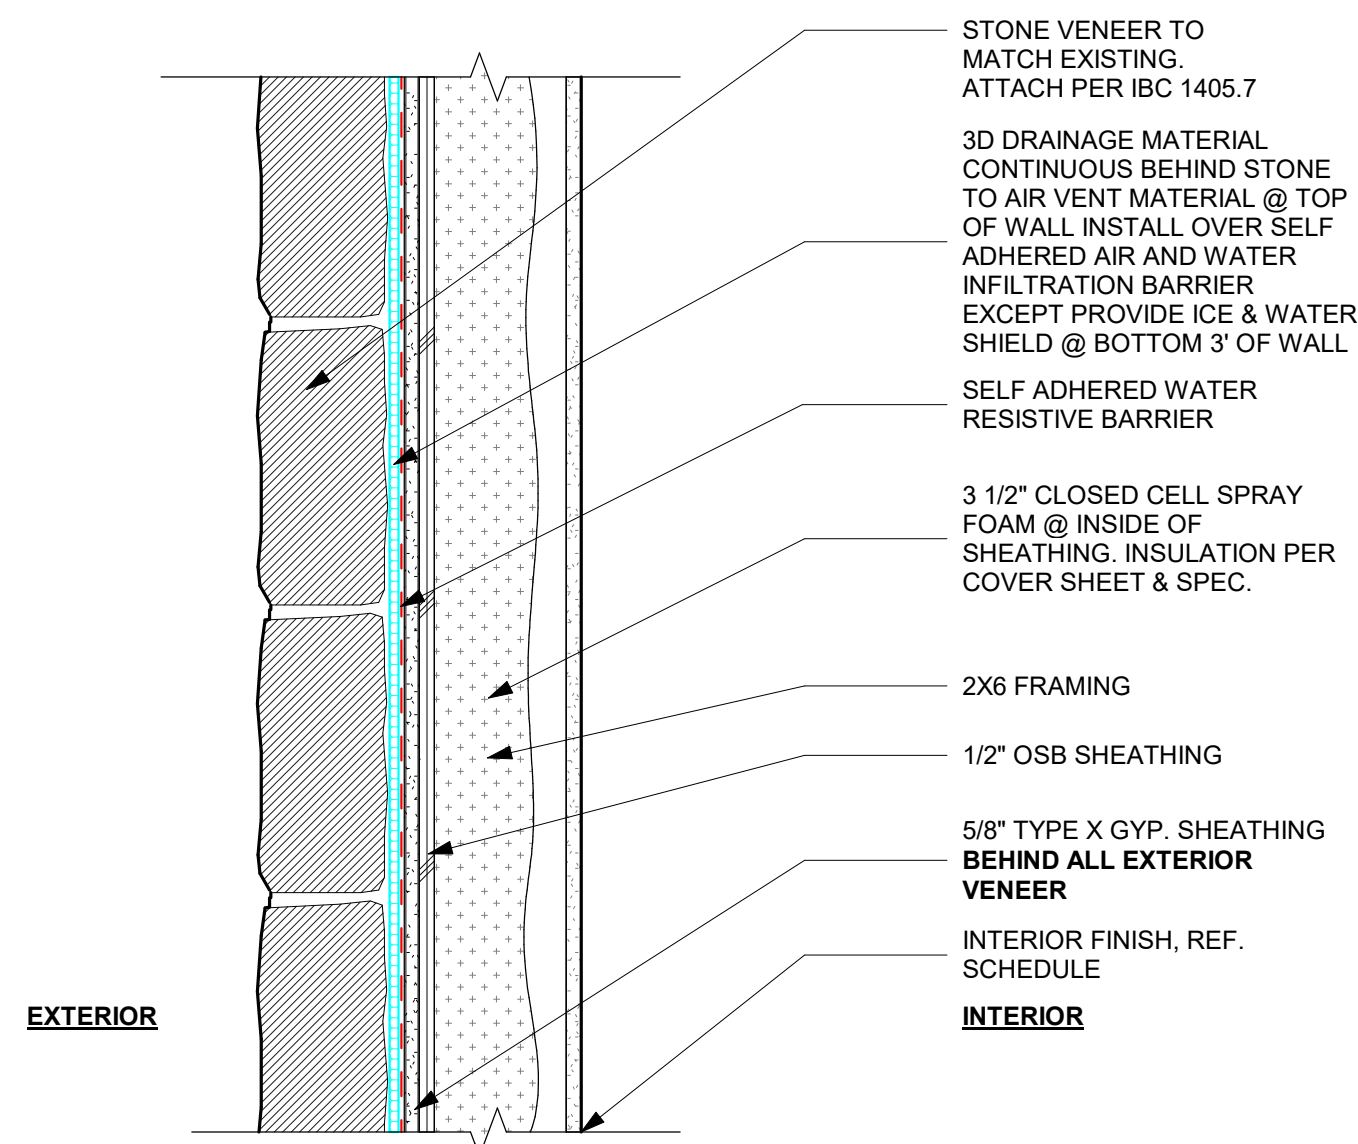 STONE VENEER TO
MATCH EXISTING.
ATTACH PER IBC 1405.7
3D DRAINAGE MATERIAL
CONTINUOUS BEHIND STONE
TO AIR VENT MATERIAL @ TOP
OF WALL INSTALL OVER SELF
ADHERED AIR AND WATER
INFILTRATION BARRIER
EXCEPT PROVIDE ICE & WATER
SHIELD @ BOTTOM 3' OF WALL
SELF ADHERED WATER
RESISTIVE BARRIER
3 1/2" CLOSED CELL SPRAY
FOAM @ INSIDE OF
SHEATHING. INSULATION PER
COVER SHEET & SPEC.
2X6 FRAMING
1/2" OSB SHEATHING
5/8" TYPE X GYP. SHEATHING
BEHIND ALL EXTERIOR
VENEER
INTERIOR FINISH, REF.
SCHEDULE
EXTERIOR
INTERIOR